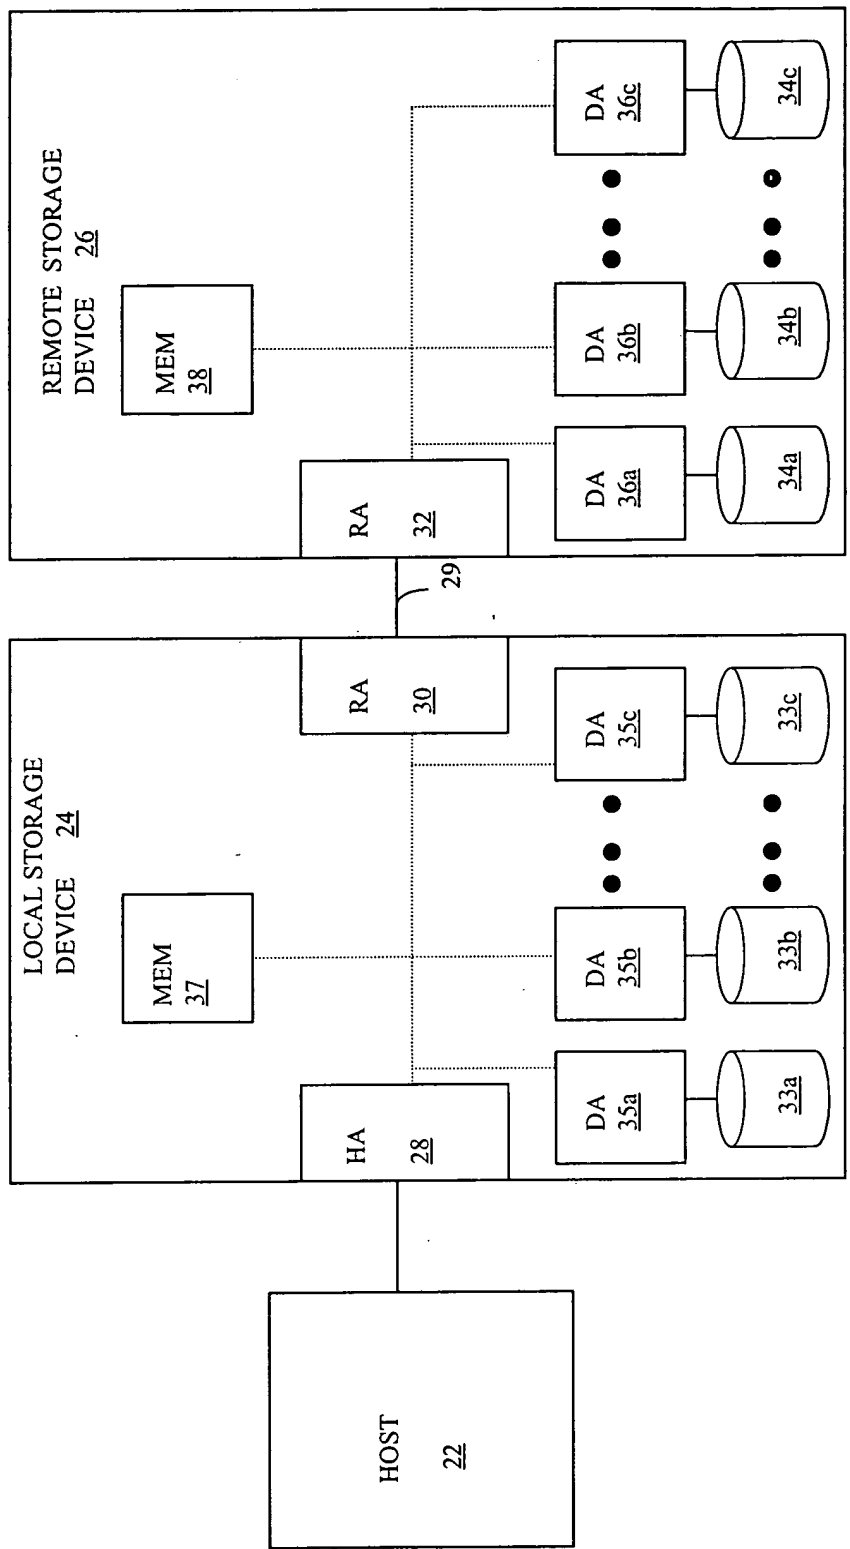 HOST
22
LOCAL STORAGE
DEVICE 24
MEM
37
HA
28
RA
30
DA
35a
DA
35b
DA
35c
33a
33b
33c
29
REMOTE STORAGE
DEVICE 26
MEM
38
RA
32
DA
36a
DA
36b
DA
36c
34a
34b
34c